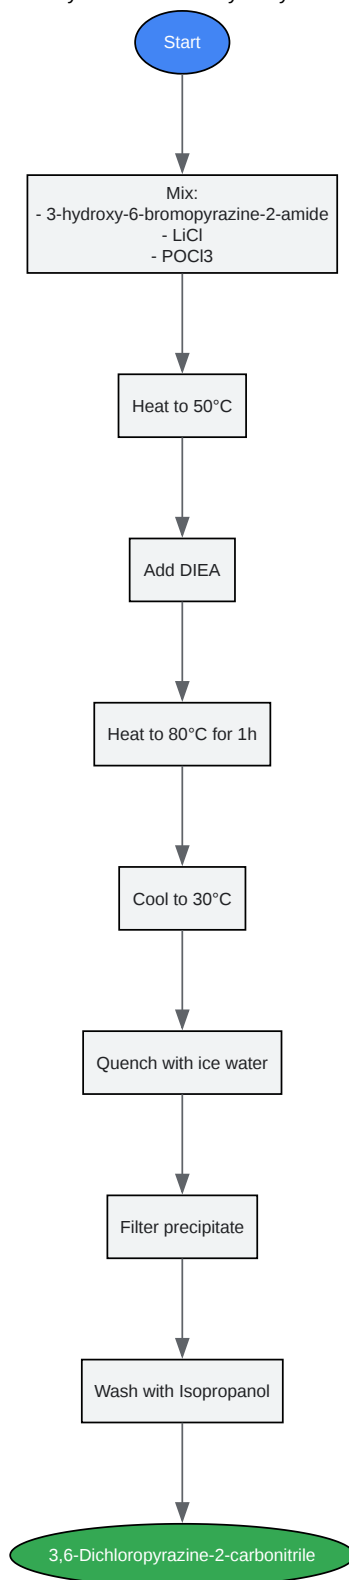 Start
Mix:
- 3-hydroxy-6-bromopyrazine-2-amide
- LiCl
- POCl3
Heat to 50°C
Add DIEA
Heat to 80°C for 1h
Cool to 30°C
Quench with ice water
Filter precipitate
Wash with Isopropanol
3,6-Dichloropyrazine-2-carbonitrile